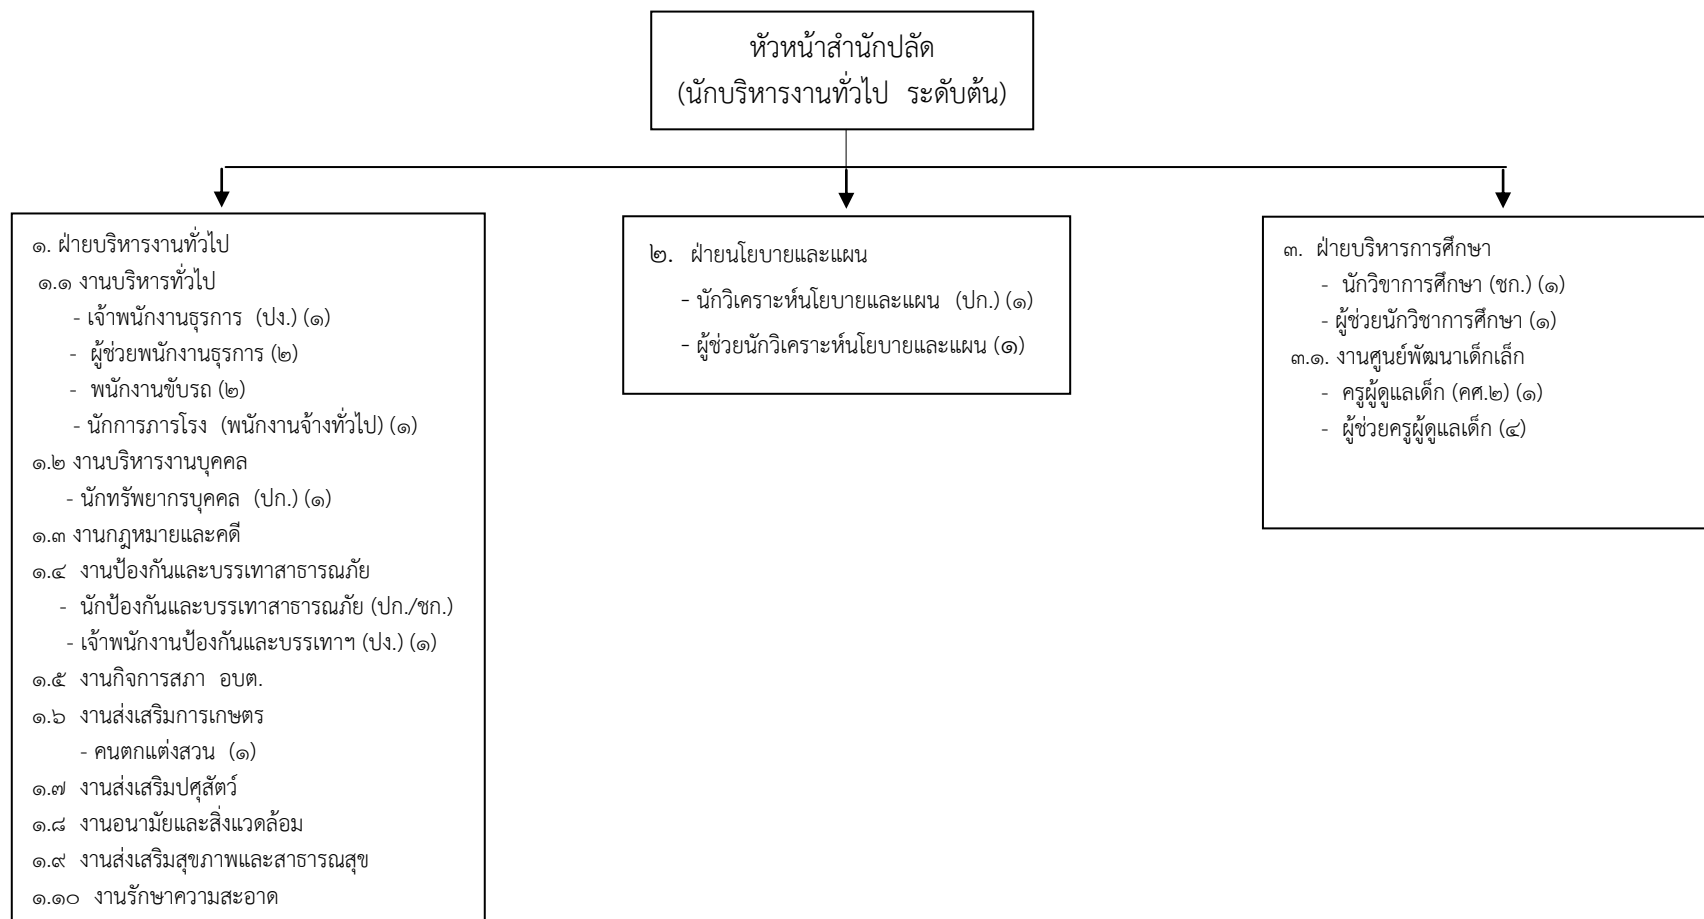 หัวหน้าสำนักปลัด
(นักบริหารงานทั่วไป ระดับต้น)
๑. ฝ่ายบริหารงานทั่วไป
๑.๑ งานบริหารทั่วไป
- เจ้าพนักงานธุรการ (ปง.) (๑)
- ผู้ช่วยพนักงานธุรการ (๒)
- พนักงานขับรถ (๒)
- นักการภารโรง (พนักงานจ้างทั่วไป) (๑)
๑.๒ งานบริหารงานบุคคล
- นักทรัพยากรบุคคล (ปก.) (๑)
๑.๓ งานกฎหมายและคดี
๑.๔ งานป้องกันและบรรเทาสาธารณภัย
- นักป้องกันและบรรเทาสาธารณภัย (ปก./ชก.)
- เจ้าพนักงานป้องกันและบรรเทาฯ (ปง.) (๑)
๑.๕ งานกิจการสภา อบต.
๑.๖ งานส่งเสริมการเกษตร
- คนตกแต่งสวน (๑)
๑.๗ งานส่งเสริมปศุสัตว์
๑.๘ งานอนามัยและสิ่งแวดล้อม
๑.๙ งานส่งเสริมสุขภาพและสาธารณสุข
๑.๑๐ งานรักษาความสะอาด
๒. ฝ่ายนโยบายและแผน
- นักวิเคราะห์นโยบายและแผน (ปก.) (๑)
- ผู้ช่วยนักวิเคราะห์นโยบายและแผน (๑)
๓. ฝ่ายบริหารการศึกษา
- นักวิขาการศึกษา (ชก.) (๑)
- ผู้ช่วยนักวิชาการศึกษา (๑)
๓.๑. งานศูนย์พัฒนาเด็กเล็ก
- ครูผู้ดูแลเด็ก (คศ.๒) (๑)
- ผู้ช่วยครูผู้ดูแลเด็ก (๔)